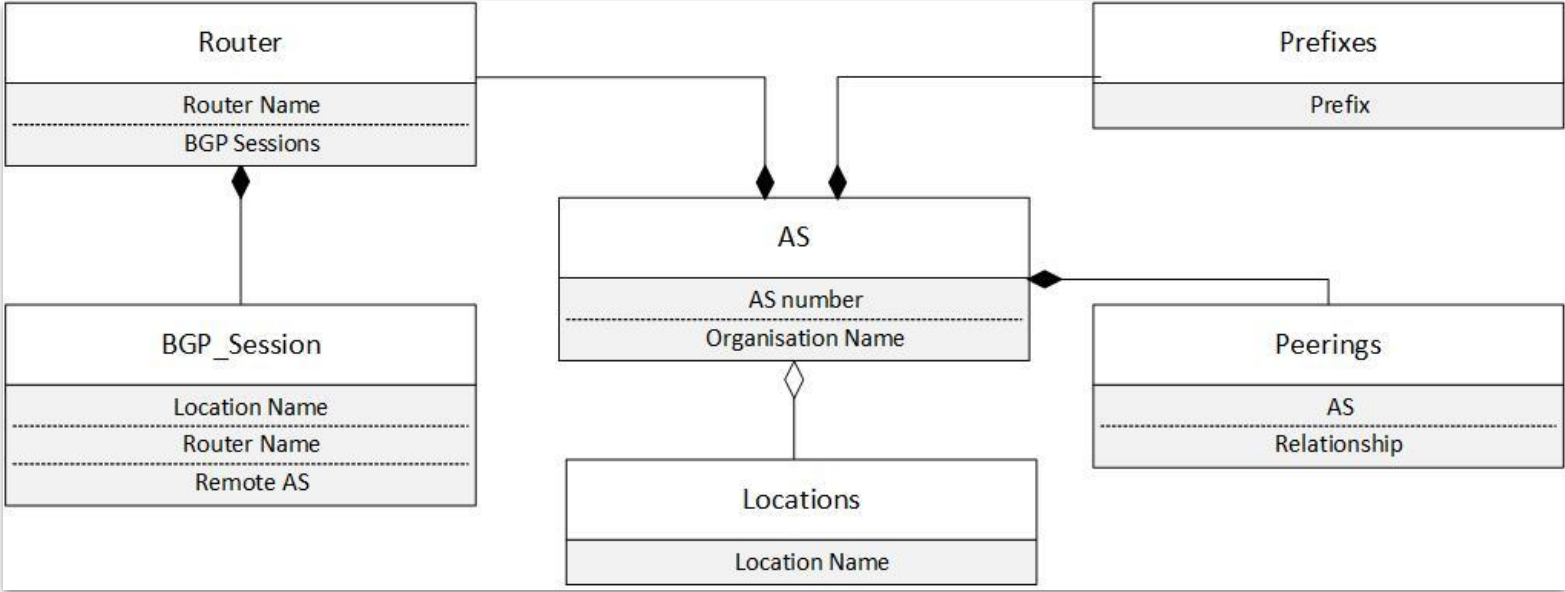 Router
Router Name
BGP Sessions
Prefixes
Prefix
AS
AS number
Organisation Name
BGP_Session
Location Name
Router Name
Remote AS
Peerings
AS
Relationship
Locations
Location Name